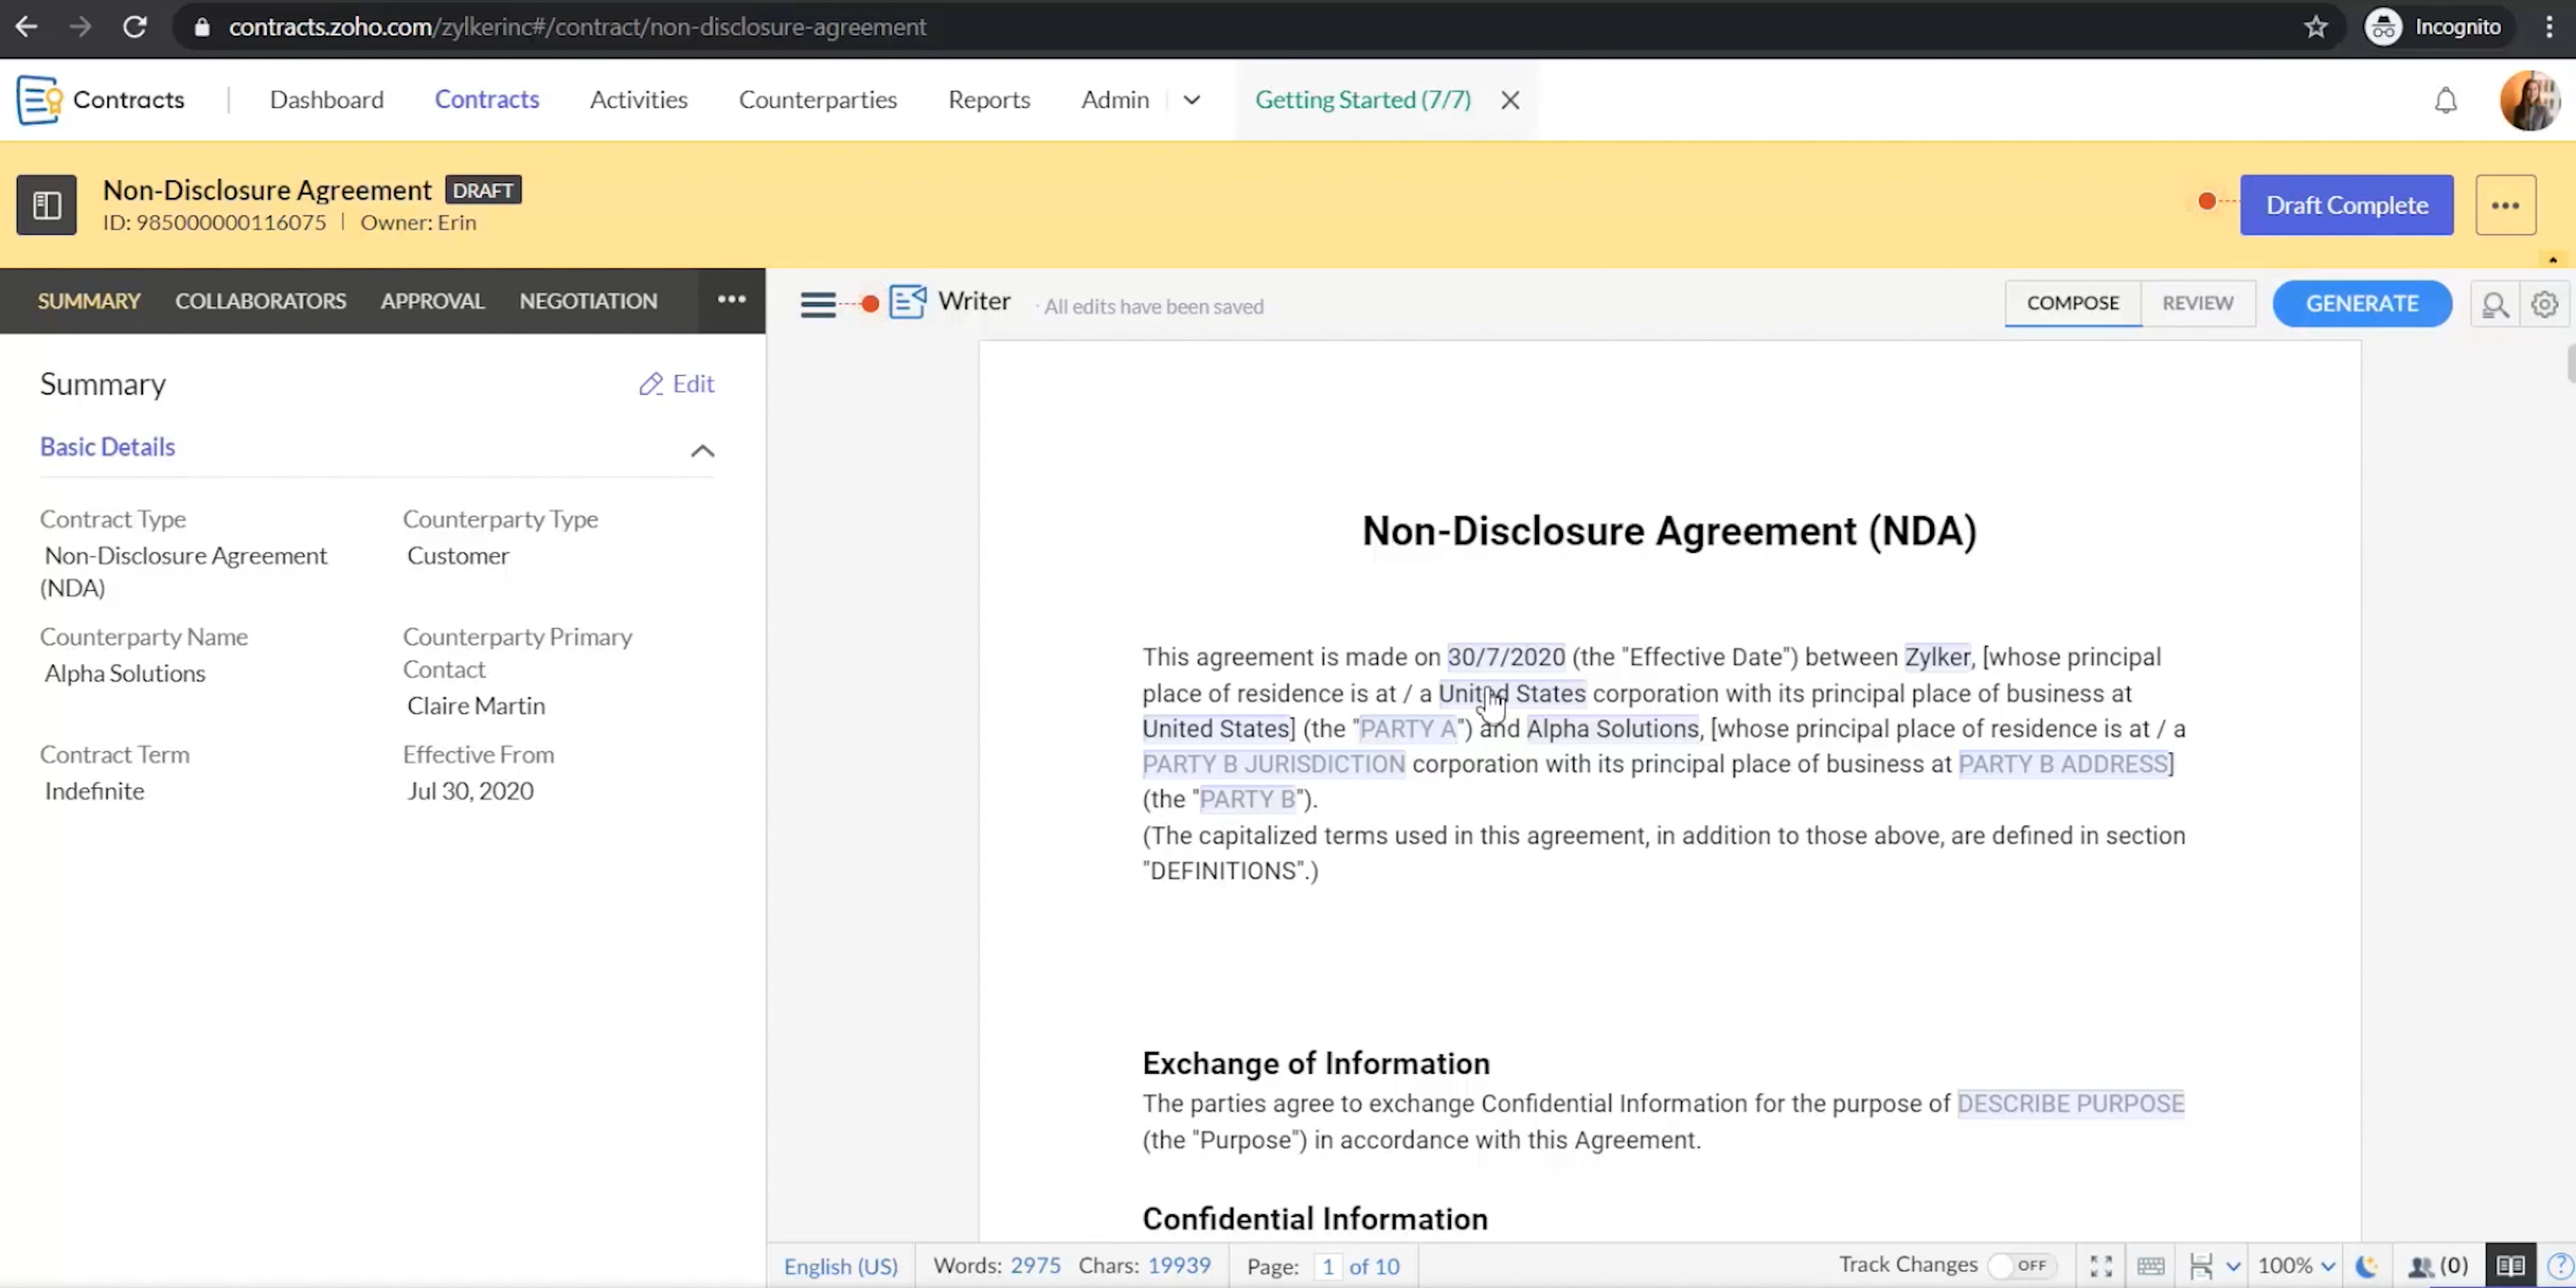 contracts.zoho.com/zylkerinc#/contract/non-disclosure-agreement
Incognito
Contracts
Dashboard
Contracts
Activities
Counterparties
Reports
Admin
Getting Started (7/7)
Non-Disclosure Agreement DRAFT
ID: 985000000116075 | Owner: Erin
Draft Complete
SUMMARY
COLLABORATORS
APPROVAL
NEGOTIATION
Writer
· All edits have been saved
COMPOSE
REVIEW
GENERATE
Summary
Edit
Basic Details
Contract Type
Non-Disclosure Agreement
(NDA)
Counterparty Type
Customer
Counterparty Name
Alpha Solutions
Counterparty Primary
Contact
Claire Martin
Contract Term
Indefinite
Effective From
Jul 30, 2020
Non-Disclosure Agreement (NDA)
This agreement is made on 30/7/2020 (the "Effective Date") between Zylker, [whose principal
place of residence is at / a United States corporation with its principal place of business at
United States] (the "PARTY A") and Alpha Solutions, [whose principal place of residence is at / a
PARTY B JURISDICTION corporation with its principal place of business at PARTY B ADDRESS]
(the "PARTY B").
(The capitalized terms used in this agreement, in addition to those above, are defined in section
"DEFINITIONS".)
Exchange of Information
The parties agree to exchange Confidential Information for the purpose of DESCRIBE PURPOSE
(the "Purpose") in accordance with this Agreement.
Confidential Information
English (US)
Words: 2975
Chars: 19939
Page: 1 of 10
Track Changes OFF
100%
(0)